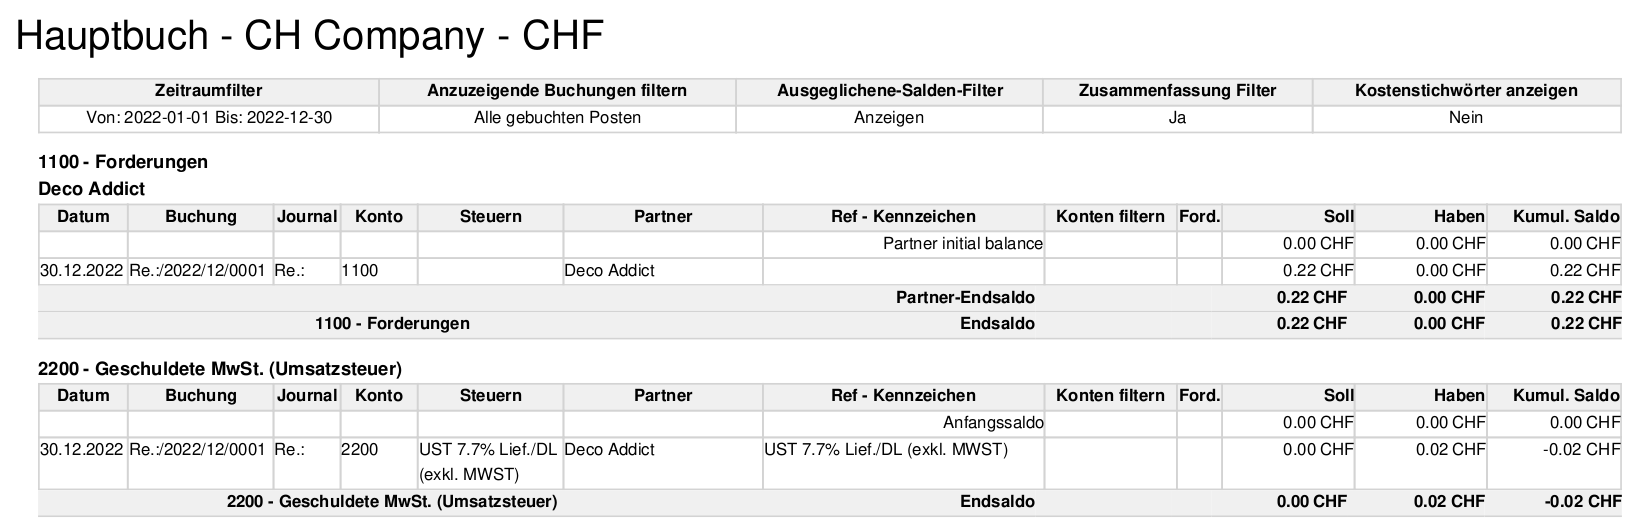 Hauptbuch - CH Company - CHF
Zeitraumfilter Anzuzeigende Buchungen filtern Ausgeglichene-Salden-Filter Zusammenfassung Filter Kostenstichwörter anzeigen
Von: 2022-01-01 Bis: 2022-12-30 Alle gebuchten Posten Anzeigen Ja Nein
1100 - Forderungen
Deco Addict
Datum Buchung Journal Konto Steuern Partner Ref - Kennzeichen Konten filtern Ford. Soll Haben Kumul. Saldo
Partner initial balance 0.00 CHF 0.00 CHF 0.00 CHF
30.12.2022 Re.:/2022/12/0001 Re.: 1100 Deco Addict 0.22 CHF 0.00 CHF 0.22 CHF
Partner-Endsaldo 0.22 CHF 0.00 CHF 0.22 CHF
1100 - Forderungen Endsaldo 0.22 CHF 0.00 CHF 0.22 CHF
2200 - Geschuldete MwSt. (Umsatzsteuer)
Datum Buchung Journal Konto Steuern Partner Ref - Kennzeichen Konten filtern Ford. Soll Haben Kumul. Saldo
Anfangssaldo 0.00 CHF 0.00 CHF 0.00 CHF
30.12.2022 Re.:/2022/12/0001 Re.: 2200 UST 7.7% Lief./DL Deco Addict UST 7.7% Lief./DL (exkl. MWST) 0.00 CHF 0.02 CHF -0.02 CHF
(exkl. MWST)
2200 - Geschuldete MwSt. (Umsatzsteuer) Endsaldo 0.00 CHF 0.02 CHF -0.02 CHF